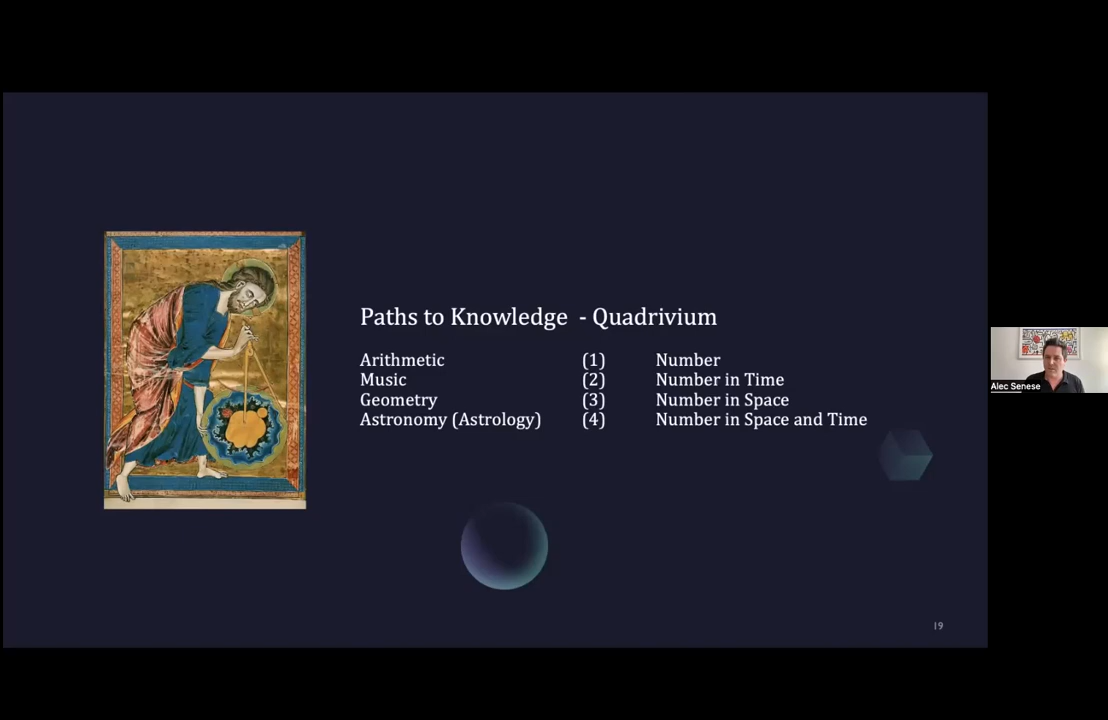 Paths to Knowledge - Quadrivium
Arithmetic (1) Number
Music (2) Number in Time
Geometry (3) Number in Space
Astronomy (Astrology) (4) Number in Space and Time
Alec Senese
19